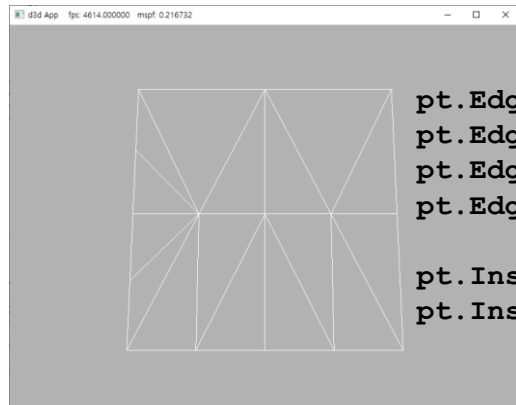 d3d App    fps: 4614.000000   mspf: 0.216732
pt.Edg
pt.Edg
pt.Edg
pt.Edg
pt.Ins
pt.Ins